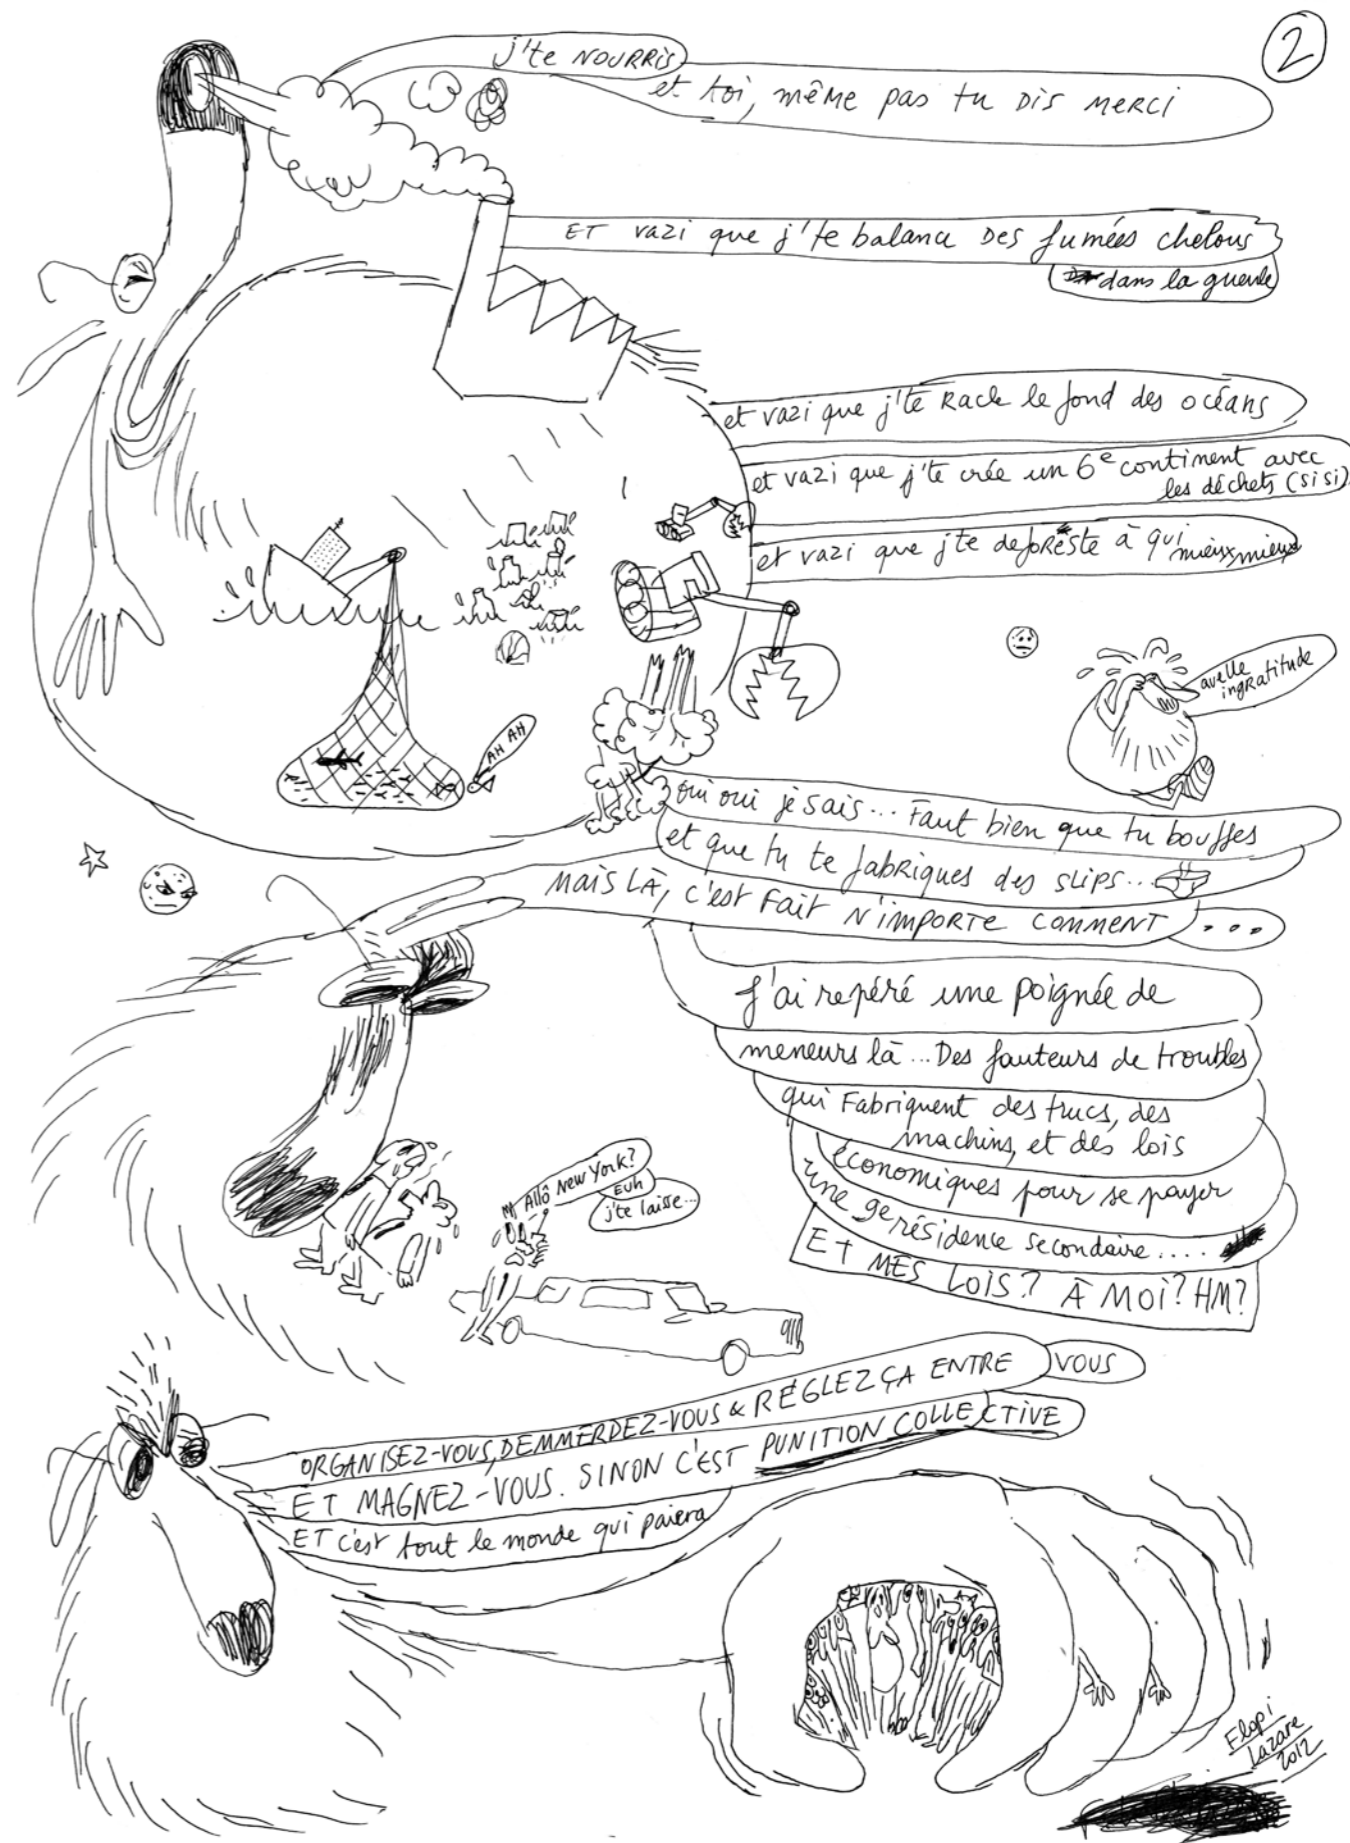 2
j'te NOURRIS
et toi, même pas tu DIS MERCI
ET vazi que j'te balance DES fumées chelous
dans la gueule
et vazi que j'te Racle le fond des océans
et vazi que j'te crée un 6e continent avec
les déchets (si si)
et vazi que j'te deforeste à qui mieux mieux
avelle
ingratitude
AH AH
oui oui je sais... Faut bien que tu bouffes
et que tu te fabriques des slips...
MAIS LÀ, c'est Fait N'IMPORTE COMMENT ...
J'ai repéré une poignée de
meneurs là... Des fauteurs de troubles
qui Fabriquent des trucs, des
machins, et des lois
économiques pour se payer
une 9e résidence secondaire....
ET MES LOIS? À MOI? HM?
Allô New York?
EUH
j'te laisse...
ORGANISEZ-VOUS, DEMMERDEZ-VOUS & RÉGLEZ ÇA ENTRE VOUS
ET MAGNEZ-VOUS. SINON C'EST PUNITION COLLECTIVE
ET C'est tout le monde qui paiera
Flopi
Lazare
2012